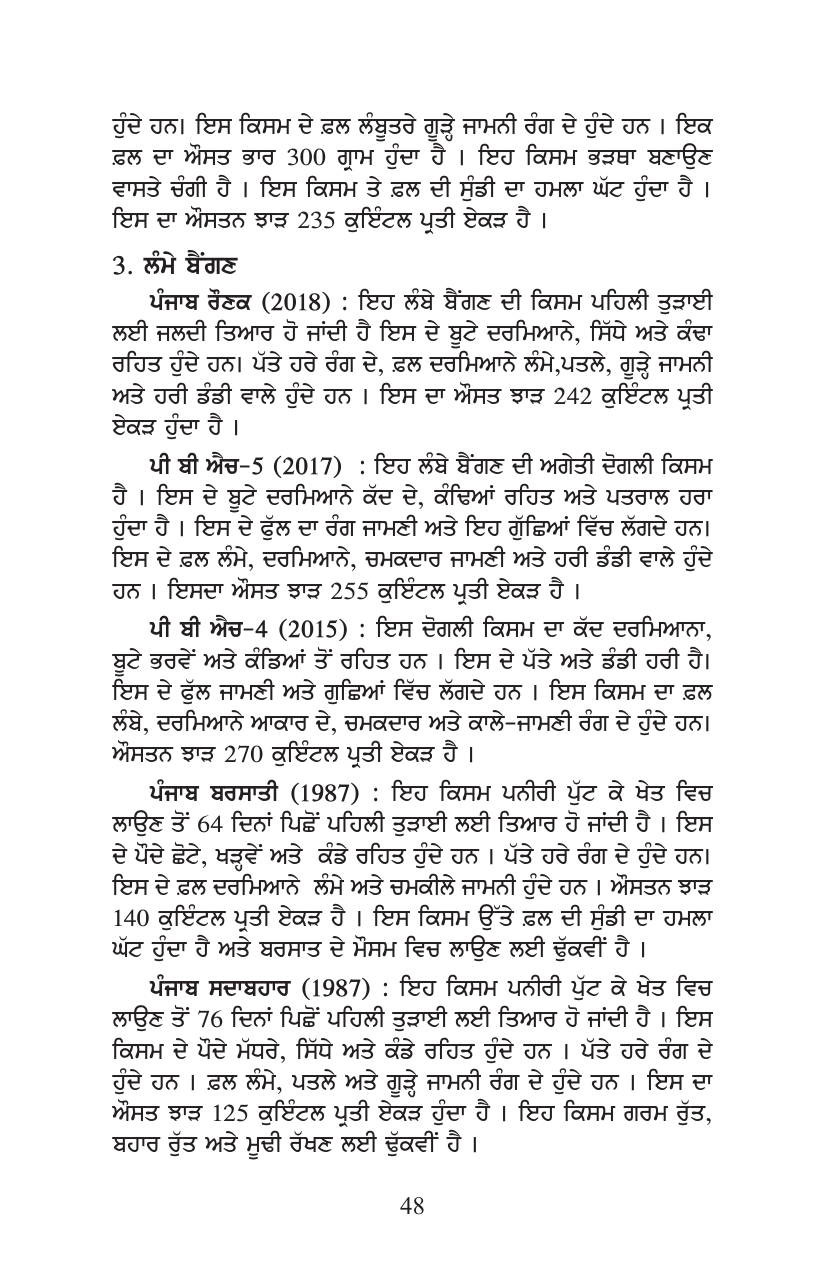 ਹੁੰਦੇ ਹਨ। ਇਸ ਕਿਸਮ ਦੇ ਫ਼ਲ ਲੰਬੂਤਰੇ ਗੂੜ੍ਹੇ ਜਾਮਨੀ ਰੰਗ ਦੇ ਹੁੰਦੇ ਹਨ । ਇਕ
ਫ਼ਲ ਦਾ ਔਸਤ ਭਾਰ 300 ਗ੍ਰਾਮ ਹੁੰਦਾ ਹੈ । ਇਹ ਕਿਸਮ ਭੜਥਾ ਬਣਾਉਣ
ਵਾਸਤੇ ਚੰਗੀ ਹੈ । ਇਸ ਕਿਸਮ ਤੇ ਫ਼ਲ ਦੀ ਸੁੰਡੀ ਦਾ ਹਮਲਾ ਘੱਟ ਹੁੰਦਾ ਹੈ ।
ਇਸ ਦਾ ਔਸਤਨ ਝਾੜ 235 ਕੁਇੰਟਲ ਪ੍ਰਤੀ ਏਕੜ ਹੈ ।
3. ਲੰਮੇ ਬੈਂਗਣ
ਪੰਜਾਬ ਰੌਣਕ (2018) : ਇਹ ਲੰਬੇ ਬੈਂਗਣ ਦੀ ਕਿਸਮ ਪਹਿਲੀ ਤੁੜਾਈ
ਲਈ ਜਲਦੀ ਤਿਆਰ ਹੋ ਜਾਂਦੀ ਹੈ ਇਸ ਦੇ ਬੂਟੇ ਦਰਮਿਆਨੇ, ਸਿੱਧੇ ਅਤੇ ਕੰਢਾ
ਰਹਿਤ ਹੁੰਦੇ ਹਨ। ਪੱਤੇ ਹਰੇ ਰੰਗ ਦੇ, ਫ਼ਲ ਦਰਮਿਆਨੇ ਲੰਮੇ,ਪਤਲੇ, ਗੂੜ੍ਹੇ ਜਾਮਨੀ
ਅਤੇ ਹਰੀ ਡੰਡੀ ਵਾਲੇ ਹੁੰਦੇ ਹਨ । ਇਸ ਦਾ ਔਸਤ ਝਾੜ 242 ਕੁਇੰਟਲ ਪ੍ਰਤੀ
ਏਕੜ ਹੁੰਦਾ ਹੈ ।
ਪੀ ਬੀ ਐਚ-5 (2017) : ਇਹ ਲੰਬੇ ਬੈਂਗਣ ਦੀ ਅਗੇਤੀ ਦੋਗਲੀ ਕਿਸਮ
ਹੈ । ਇਸ ਦੇ ਬੂਟੇ ਦਰਮਿਆਨੇ ਕੱਦ ਦੇ, ਕੰਢਿਆਂ ਰਹਿਤ ਅਤੇ ਪਤਰਾਲ ਹਰਾ
ਹੁੰਦਾ ਹੈ । ਇਸ ਦੇ ਫੁੱਲ ਦਾ ਰੰਗ ਜਾਮਣੀ ਅਤੇ ਇਹ ਗੁੱਛਿਆਂ ਵਿੱਚ ਲੱਗਦੇ ਹਨ।
ਇਸ ਦੇ ਫ਼ਲ ਲੰਮੇ, ਦਰਮਿਆਨੇ, ਚਮਕਦਾਰ ਜਾਮਣੀ ਅਤੇ ਹਰੀ ਡੰਡੀ ਵਾਲੇ ਹੁੰਦੇ
ਹਨ । ਇਸਦਾ ਔਸਤ ਝਾੜ 255 ਕੁਇੰਟਲ ਪ੍ਰਤੀ ਏਕੜ ਹੈ ।
ਪੀ ਬੀ ਐਚ-4 (2015) : ਇਸ ਦੋਗਲੀ ਕਿਸਮ ਦਾ ਕੱਦ ਦਰਮਿਆਨਾ,
ਬੂਟੇ ਭਰਵੇਂ ਅਤੇ ਕੰਡਿਆਂ ਤੋਂ ਰਹਿਤ ਹਨ । ਇਸ ਦੇ ਪੱਤੇ ਅਤੇ ਡੰਡੀ ਹਰੀ ਹੈ।
ਇਸ ਦੇ ਫੁੱਲ ਜਾਮਣੀ ਅਤੇ ਗੁਛਿਆਂ ਵਿੱਚ ਲੱਗਦੇ ਹਨ । ਇਸ ਕਿਸਮ ਦਾ ਫ਼ਲ
ਲੰਬੇ, ਦਰਮਿਆਨੇ ਆਕਾਰ ਦੇ, ਚਮਕਦਾਰ ਅਤੇ ਕਾਲੇ-ਜਾਮਣੀ ਰੰਗ ਦੇ ਹੁੰਦੇ ਹਨ।
ਔਸਤਨ ਝਾੜ 270 ਕੁਇੰਟਲ ਪ੍ਰਤੀ ਏਕੜ ਹੈ ।
ਪੰਜਾਬ ਬਰਸਾਤੀ (1987) : ਇਹ ਕਿਸਮ ਪਨੀਰੀ ਪੁੱਟ ਕੇ ਖੇਤ ਵਿਚ
ਲਾਉਣ ਤੋਂ 64 ਦਿਨਾਂ ਪਿਛੋਂ ਪਹਿਲੀ ਤੁੜਾਈ ਲਈ ਤਿਆਰ ਹੋ ਜਾਂਦੀ ਹੈ । ਇਸ
ਦੇ ਪੌਦੇ ਛੋਟੇ, ਖੜ੍ਹਵੇਂ ਅਤੇ ਕੰਡੇ ਰਹਿਤ ਹੁੰਦੇ ਹਨ । ਪੱਤੇ ਹਰੇ ਰੰਗ ਦੇ ਹੁੰਦੇ ਹਨ।
ਇਸ ਦੇ ਫ਼ਲ ਦਰਮਿਆਨੇ ਲੰਮੇ ਅਤੇ ਚਮਕੀਲੇ ਜਾਮਨੀ ਹੁੰਦੇ ਹਨ । ਔਸਤਨ ਝਾੜ
140 ਕੁਇੰਟਲ ਪ੍ਰਤੀ ਏਕੜ ਹੈ । ਇਸ ਕਿਸਮ ਉੱਤੇ ਫ਼ਲ ਦੀ ਸੁੰਡੀ ਦਾ ਹਮਲਾ
ਘੱਟ ਹੁੰਦਾ ਹੈ ਅਤੇ ਬਰਸਾਤ ਦੇ ਮੌਸਮ ਵਿਚ ਲਾਉਣ ਲਈ ਢੁੱਕਵੀਂ ਹੈ ।
ਪੰਜਾਬ ਸਦਾਬਹਾਰ (1987) : ਇਹ ਕਿਸਮ ਪਨੀਰੀ ਪੁੱਟ ਕੇ ਖੇਤ ਵਿਚ
ਲਾਉਣ ਤੋਂ 76 ਦਿਨਾਂ ਪਿਛੋਂ ਪਹਿਲੀ ਤੁੜਾਈ ਲਈ ਤਿਆਰ ਹੋ ਜਾਂਦੀ ਹੈ । ਇਸ
ਕਿਸਮ ਦੇ ਪੌਦੇ ਮੱਧਰੇ, ਸਿੱਧੇ ਅਤੇ ਕੰਡੇ ਰਹਿਤ ਹੁੰਦੇ ਹਨ । ਪੱਤੇ ਹਰੇ ਰੰਗ ਦੇ
ਹੁੰਦੇ ਹਨ । ਫ਼ਲ ਲੰਮੇ, ਪਤਲੇ ਅਤੇ ਗੂੜ੍ਹੇ ਜਾਮਨੀ ਰੰਗ ਦੇ ਹੁੰਦੇ ਹਨ । ਇਸ ਦਾ
ਔਸਤ ਝਾੜ 125 ਕੁਇੰਟਲ ਪ੍ਰਤੀ ਏਕੜ ਹੁੰਦਾ ਹੈ । ਇਹ ਕਿਸਮ ਗਰਮ ਰੁੱਤ,
ਬਹਾਰ ਰੁੱਤ ਅਤੇ ਮੂਢੀ ਰੱਖਣ ਲਈ ਢੁੱਕਵੀਂ ਹੈ ।
48